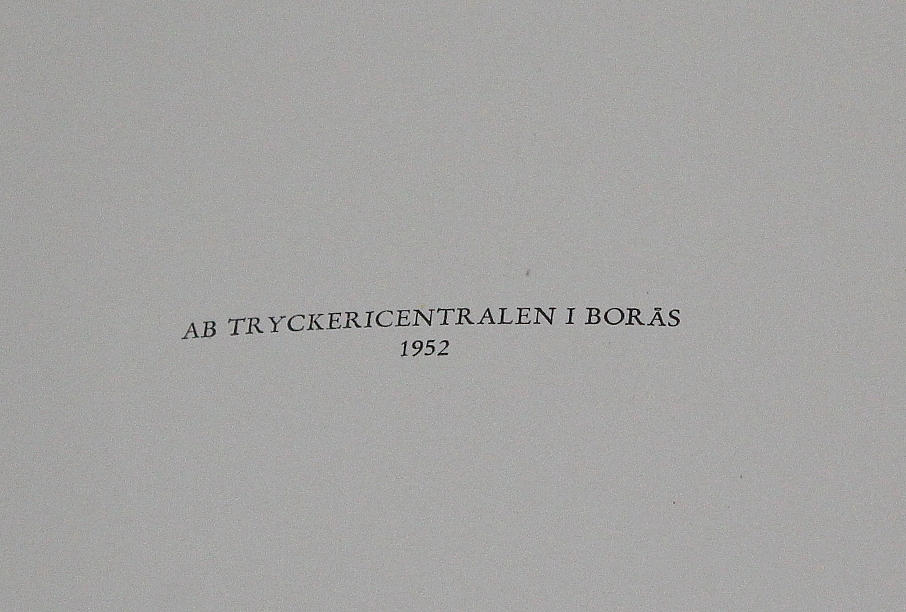 AB TRYCKERICENTRALEN I BORÅS
1952